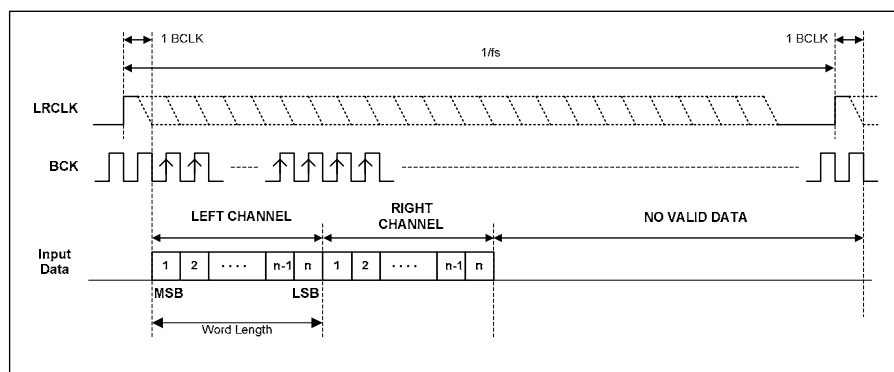 1 BCLK
1/fs
1 BCLK
LRCLK
BCK
LEFT CHANNEL
RIGHT
CHANNEL
NO VALID DATA
Input
Data
1 2 .... n-1 n 1 2 .... n-1 n
MSB
LSB
Word Length